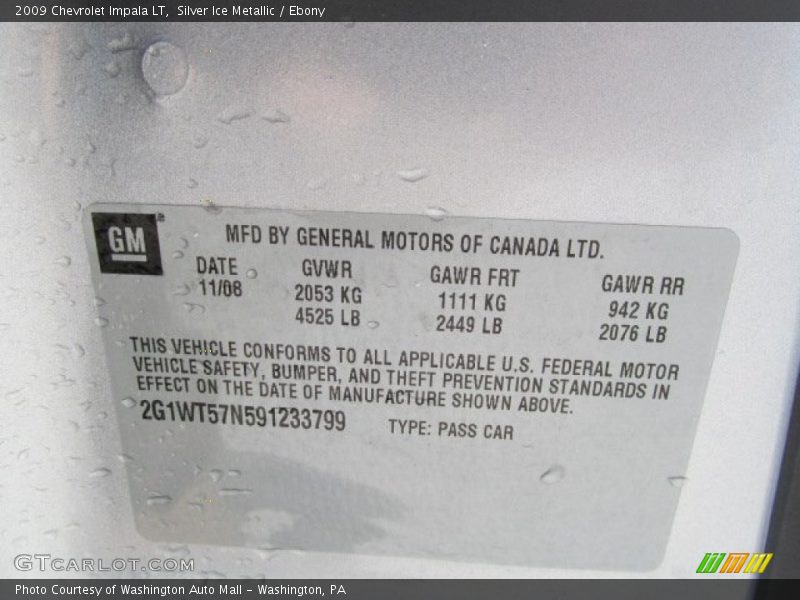 2009 Chevrolet Impala LT,  Silver Ice Metallic / Ebony
GM®
MFD BY GENERAL MOTORS OF CANADA LTD.
DATE GVWR GAWR FRT GAWR RR
11/08 2053 KG 1111 KG 942 KG
4525 LB 2449 LB 2076 LB
THIS VEHICLE CONFORMS TO ALL APPLICABLE U.S. FEDERAL MOTOR
VEHICLE SAFETY, BUMPER, AND THEFT PREVENTION STANDARDS IN
EFFECT ON THE DATE OF MANUFACTURE SHOWN ABOVE.
2G1WT57N591233799 TYPE: PASS CAR
GTCARLOT.COM
Photo Courtesy of Washington Auto Mall - Washington, PA